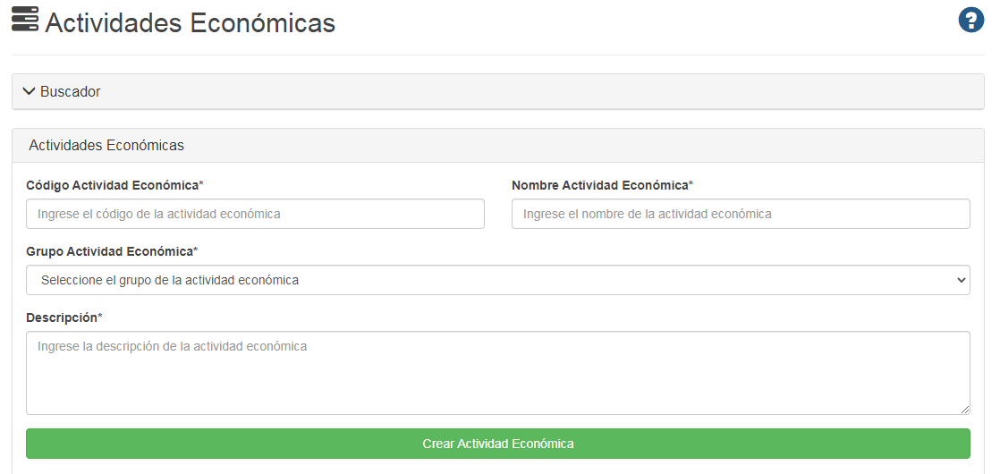 Actividades Económicas
?
Buscador
Actividades Económicas
Código Actividad Económica*
Nombre Actividad Económica*
Ingrese el código de la actividad económica
Ingrese el nombre de la actividad económica
Grupo Actividad Económica*
Seleccione el grupo de la actividad económica
Descripción*
Ingrese la descripción de la actividad económica
Crear Actividad Económica